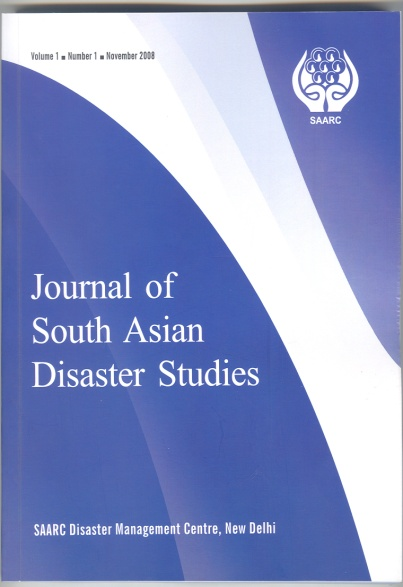 Volume 1 ■ Number 1 ■ November 2008
SAARC
Journal of
South Asian
Disaster Studies
SAARC Disaster Management Centre, New Delhi